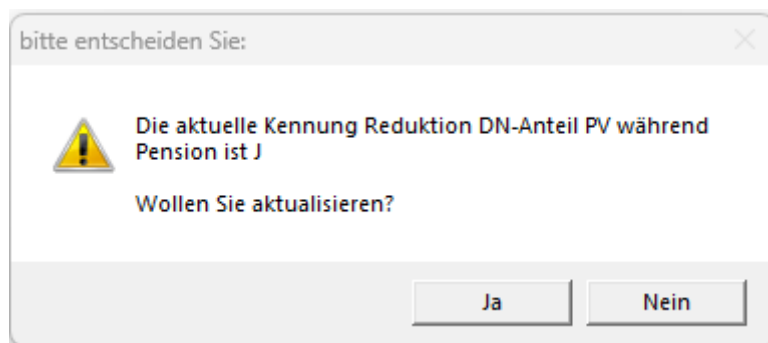 bitte entscheiden Sie:
Die aktuelle Kennung Reduktion DN-Anteil PV während
Pension ist J
Wollen Sie aktualisieren?
Ja
Nein